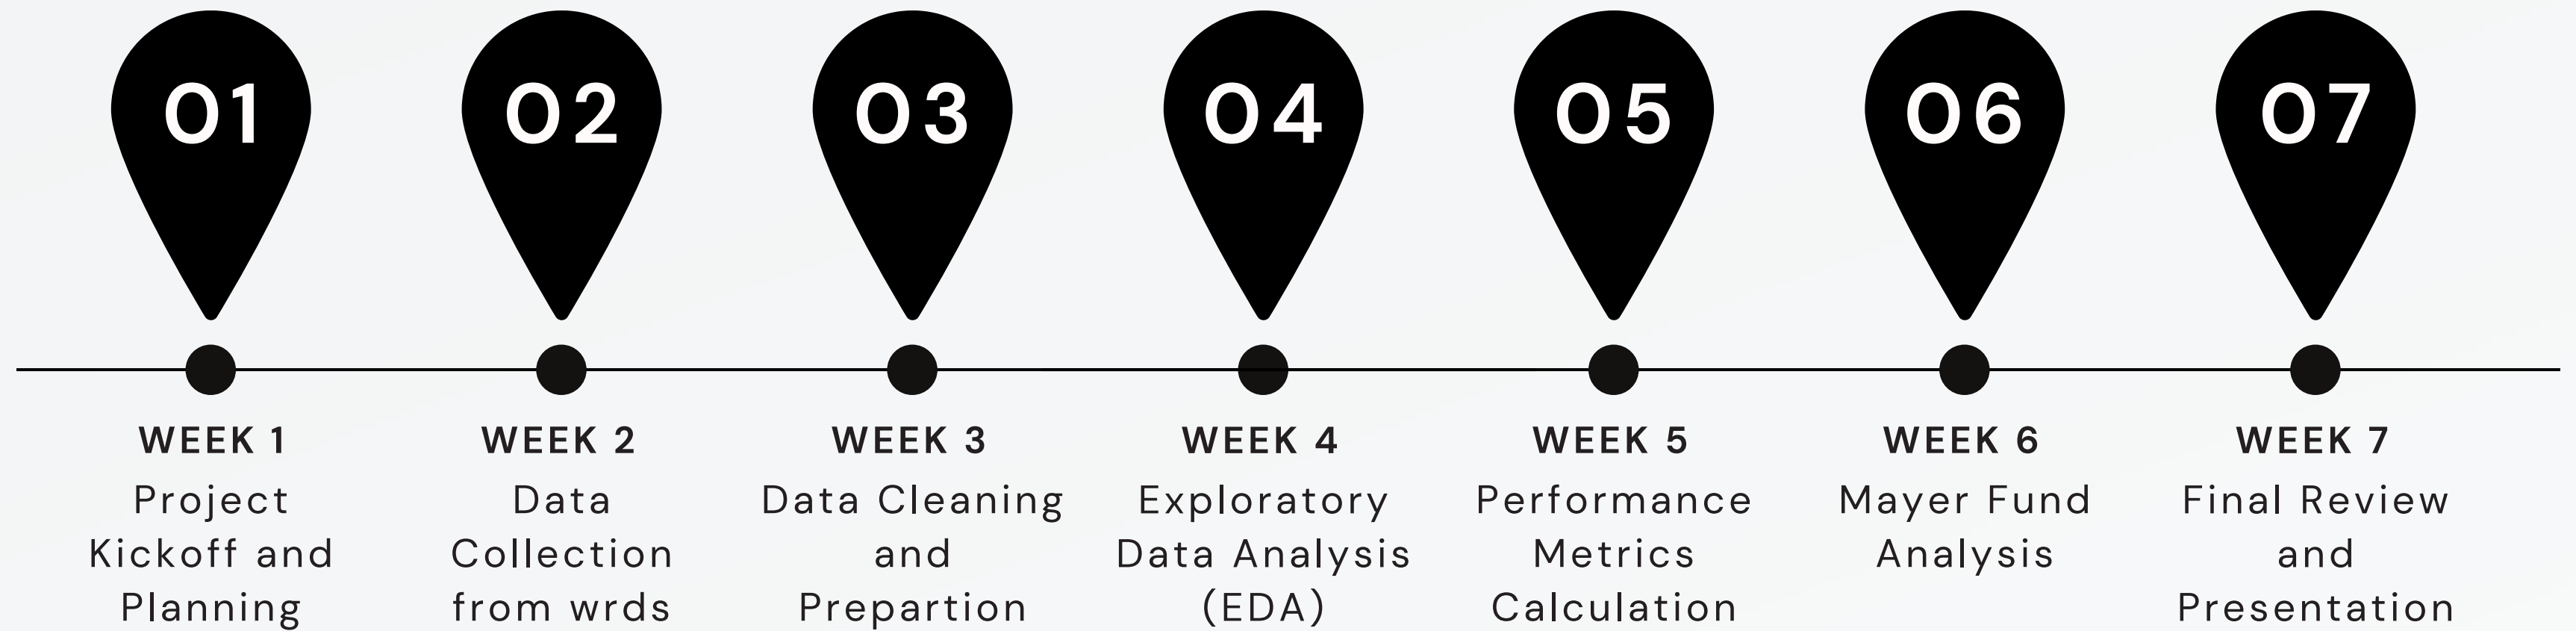 01
02
03
04
05
06
07
WEEK 1
Project
Kickoff and
Planning
WEEK 2
Data
Collection
from wrds
WEEK 3
Data Cleaning
and
Prepartion
WEEK 4
Exploratory
Data Analysis
(EDA)
WEEK 5
Performance
Metrics
Calculation
WEEK 6
Mayer Fund
Analysis
WEEK 7
Final Review
and
Presentation